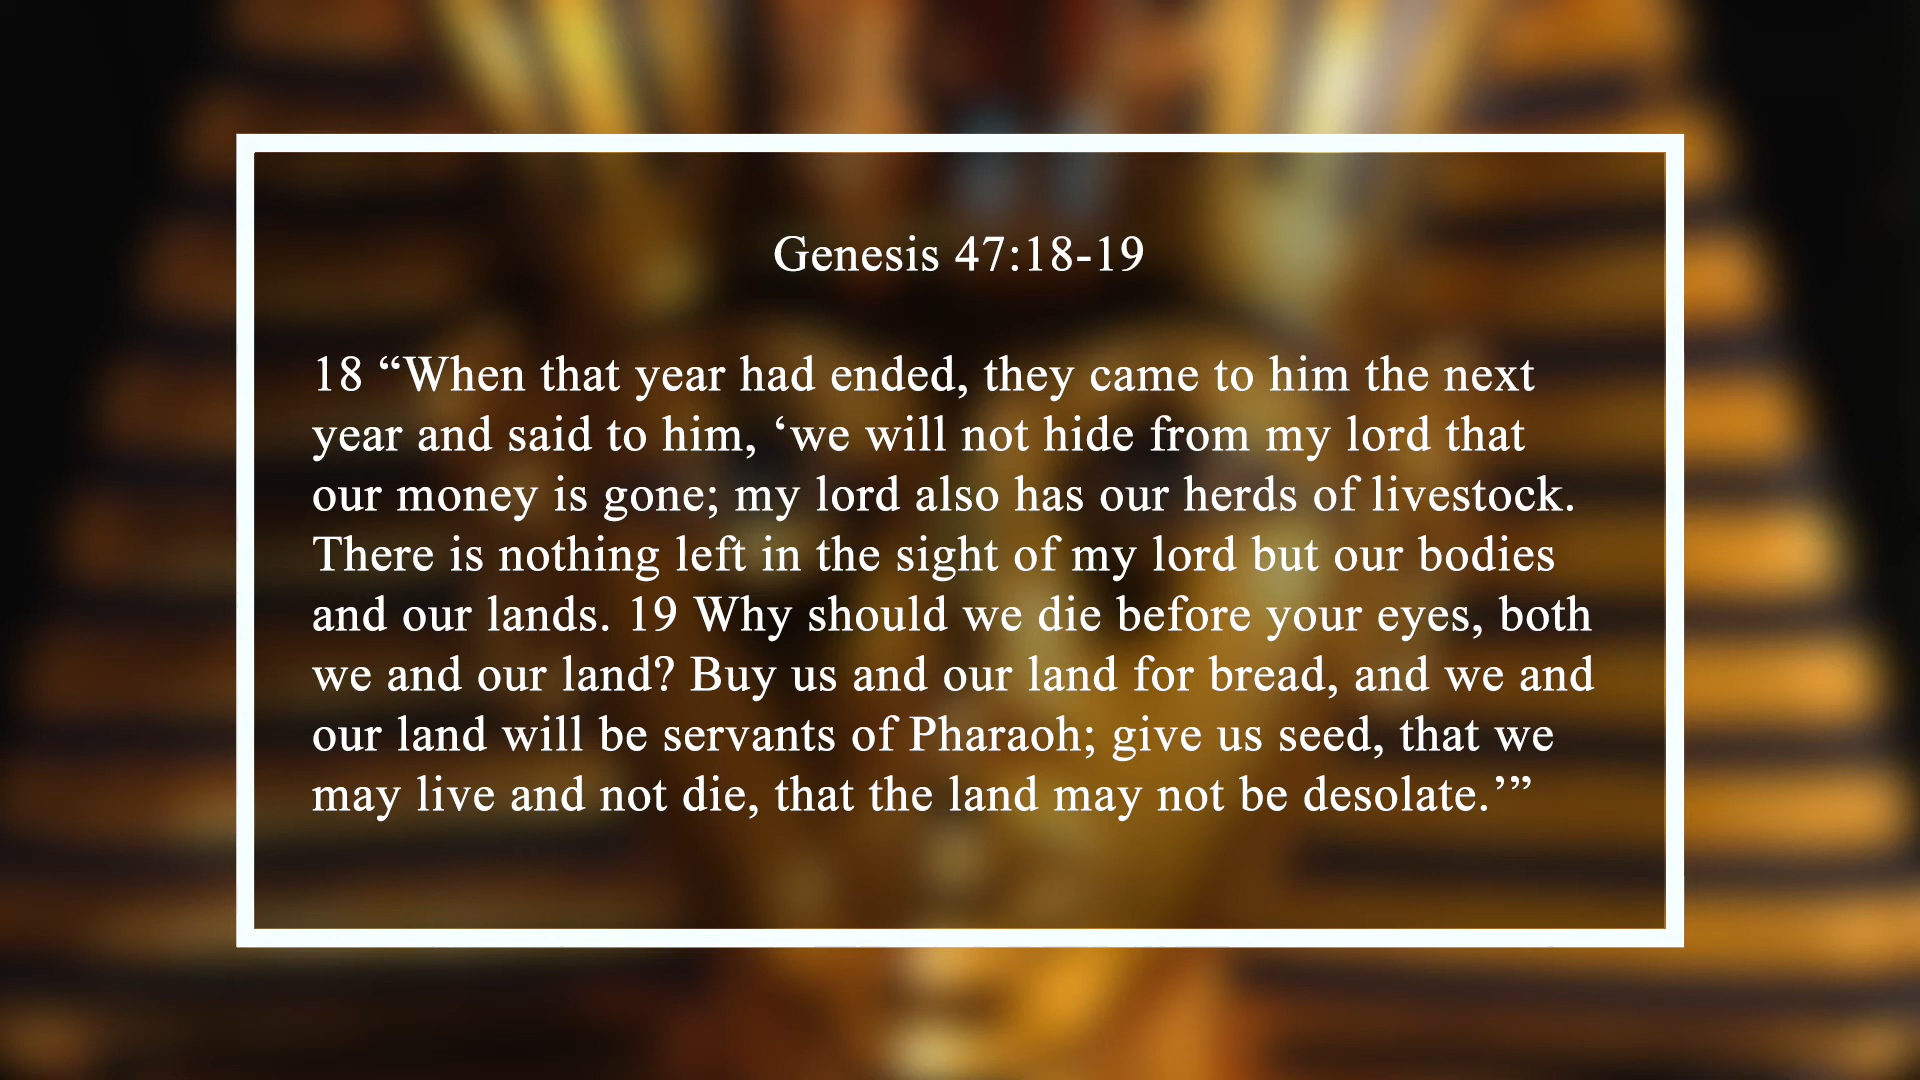 Genesis 47:18-19
18 “When that year had ended, they came to him the next
year and said to him, ‘we will not hide from my lord that
our money is gone; my lord also has our herds of livestock.
There is nothing left in the sight of my lord but our bodies
and our lands. 19 Why should we die before your eyes, both
we and our land? Buy us and our land for bread, and we and
our land will be servants of Pharaoh; give us seed, that we
may live and not die, that the land may not be desolate.’”